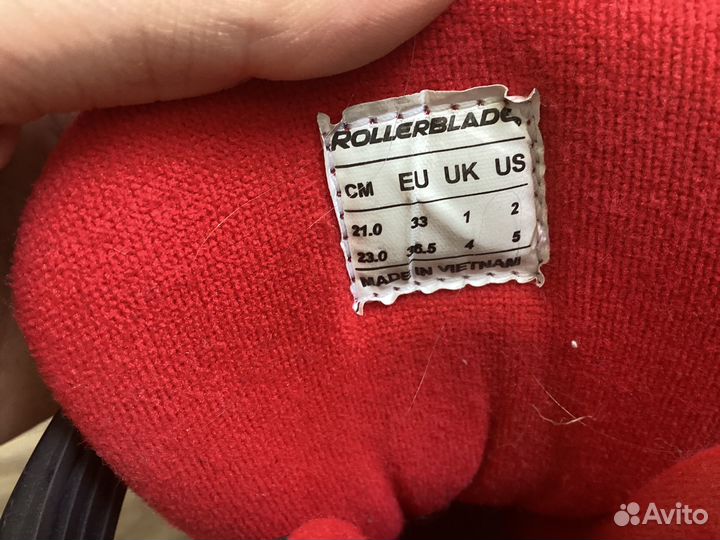 ROLLERBLADE
CM EU UK US
21.0 33 1 2
23.0 36.5 4 5
MADE IN VIETNAM
Avito